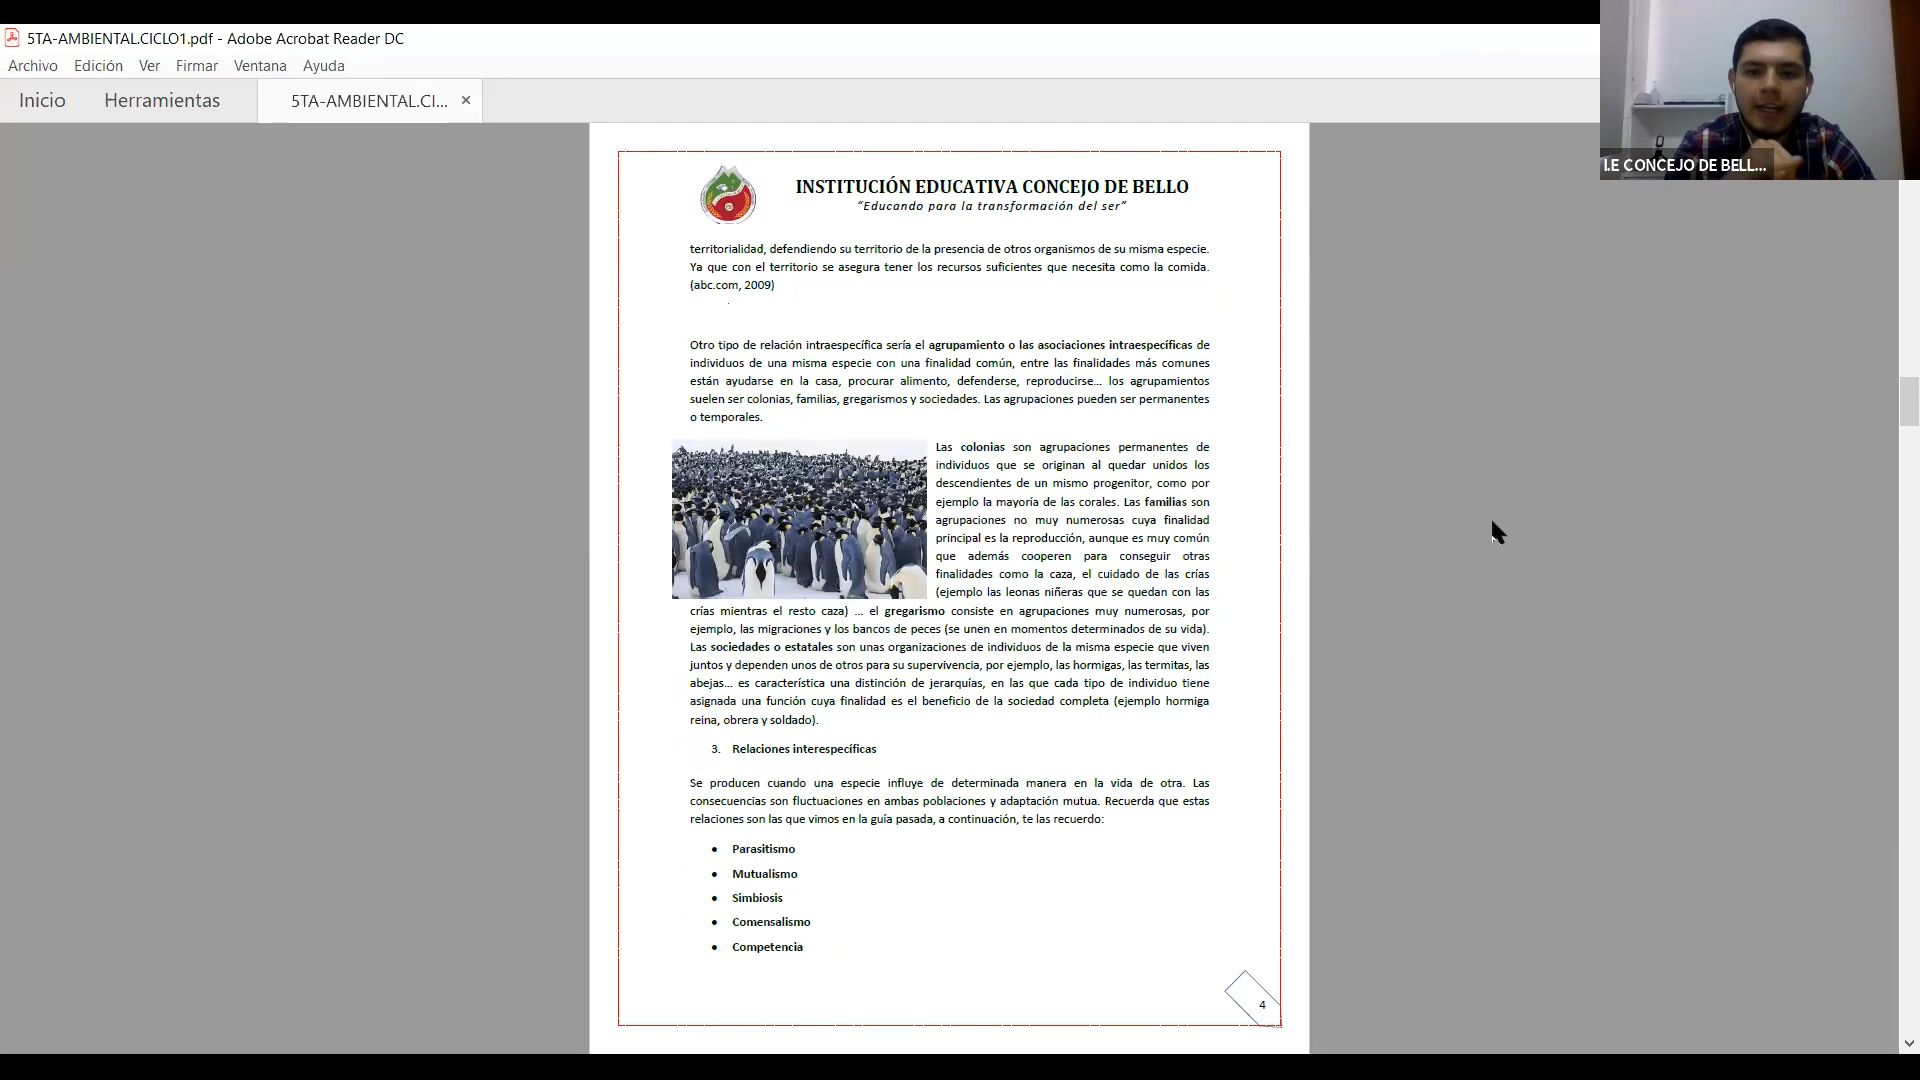 5TA-AMBIENTAL.CICLO1.pdf - Adobe Acrobat Reader DC
Archivo Edición Ver Firmar Ventana Ayuda
Inicio Herramientas 5TA-AMBIENTAL.CI... ×
I.E CONCEJO DE BELL...
INSTITUCIÓN EDUCATIVA CONCEJO DE BELLO
“Educando para la transformación del ser”
territorialidad, defendiendo su territorio de la presencia de otros organismos de su misma especie.
Ya que con el territorio se asegura tener los recursos suficientes que necesita como la comida.
(abc.com, 2009)
.
Otro tipo de relación intraespecífica sería el agrupamiento o las asociaciones intraespecíficas de
individuos de una misma especie con una finalidad común, entre las finalidades más comunes
están ayudarse en la casa, procurar alimento, defenderse, reproducirse... los agrupamientos
suelen ser colonias, familias, gregarismos y sociedades. Las agrupaciones pueden ser permanentes
o temporales.
Las colonias son agrupaciones permanentes de
individuos que se originan al quedar unidos los
descendientes de un mismo progenitor, como por
ejemplo la mayoría de las corales. Las familias son
agrupaciones no muy numerosas cuya finalidad
principal es la reproducción, aunque es muy común
que además cooperen para conseguir otras
finalidades como la caza, el cuidado de las crías
(ejemplo las leonas niñeras que se quedan con las
crías mientras el resto caza) ... el gregarismo consiste en agrupaciones muy numerosas, por
ejemplo, las migraciones y los bancos de peces (se unen en momentos determinados de su vida).
Las sociedades o estatales son unas organizaciones de individuos de la misma especie que viven
juntos y dependen unos de otros para su supervivencia, por ejemplo, las hormigas, las termitas, las
abejas... es característica una distinción de jerarquías, en las que cada tipo de individuo tiene
asignada una función cuya finalidad es el beneficio de la sociedad completa (ejemplo hormiga
reina, obrera y soldado).
3. Relaciones interespecíficas
Se producen cuando una especie influye de determinada manera en la vida de otra. Las
consecuencias son fluctuaciones en ambas poblaciones y adaptación mutua. Recuerda que estas
relaciones son las que vimos en la guía pasada, a continuación, te las recuerdo:
• Parasitismo
• Mutualismo
• Simbiosis
• Comensalismo
• Competencia
4